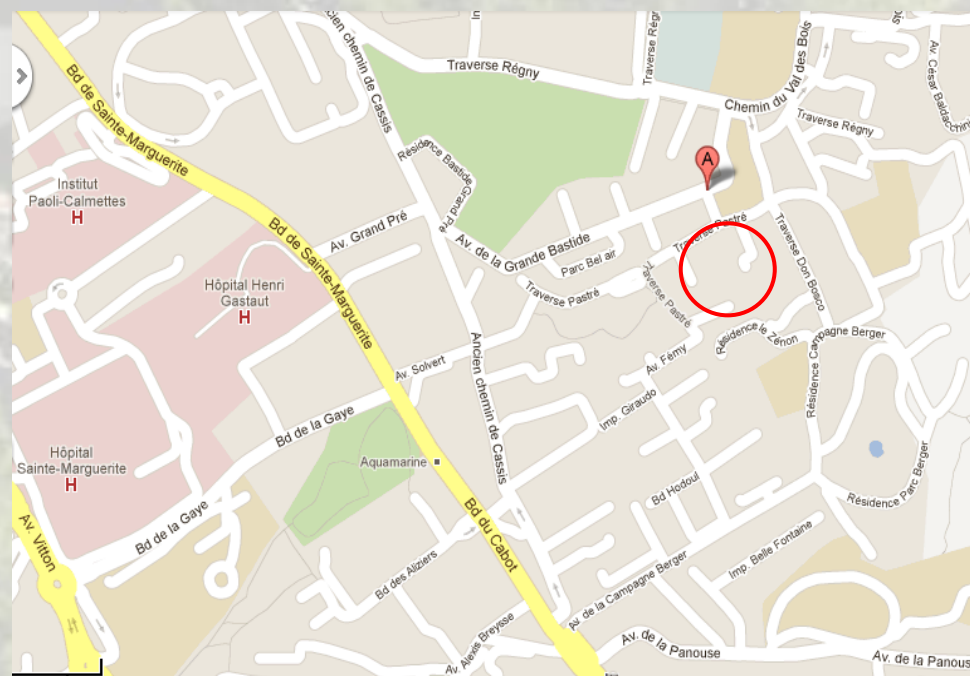 Ancien chemin de Cassis
Traverse Régny
Traverse Régny
Chemin du Val des Bois
Av. César Baldacchini
Traverse Régny
Bd de Sainte-Marguerite
Institut
Paoli-Calmettes
H
Résidence Bastide Grand Pré
A
Av. Grand Pré
Bd de Sainte-Marguerite
Av. de la Grande Bastide
Traverse Pastré
Traverse Don Bosco
Parc Bel air
Hôpital Henri
Gastaut
H
Traverse Pastré
Traverse Pastré
Résidence le Zénon
Résidence Campagne Berger
Av. Fémy
Av. Solvert
Ancien chemin de Cassis
Imp. Giraudo
Bd de la Gaye
Hôpital
Sainte-Marguerite
H
Aquamarine
Bd Hodoul
Résidence Parc Berger
Bd du Cabot
Av. Vitton
Bd de la Gaye
Imp. Belle Fontaine
Bd des Aliziers
Av. de la Campagne Berger
Av. Alexis Breysse
Av. de la Panouse
Av. de la Panouse